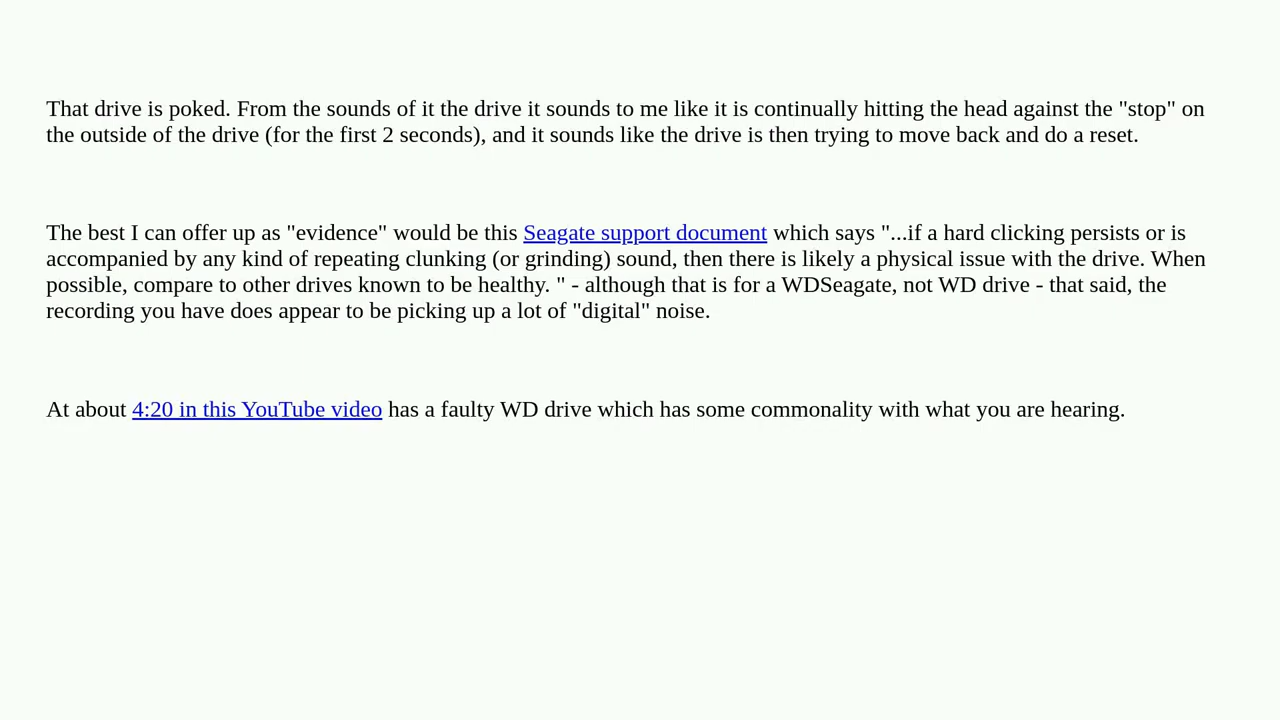 That drive is poked. From the sounds of it the drive it sounds to me like it is continually hitting the head against the "stop" on
the outside of the drive (for the first 2 seconds), and it sounds like the drive is then trying to move back and do a reset.
The best I can offer up as "evidence" would be this Seagate support document which says "...if a hard clicking persists or is
accompanied by any kind of repeating clunking (or grinding) sound, then there is likely a physical issue with the drive. When
possible, compare to other drives known to be healthy. " - although that is for a WDSeagate, not WD drive - that said, the
recording you have does appear to be picking up a lot of "digital" noise.
At about 4:20 in this YouTube video has a faulty WD drive which has some commonality with what you are hearing.